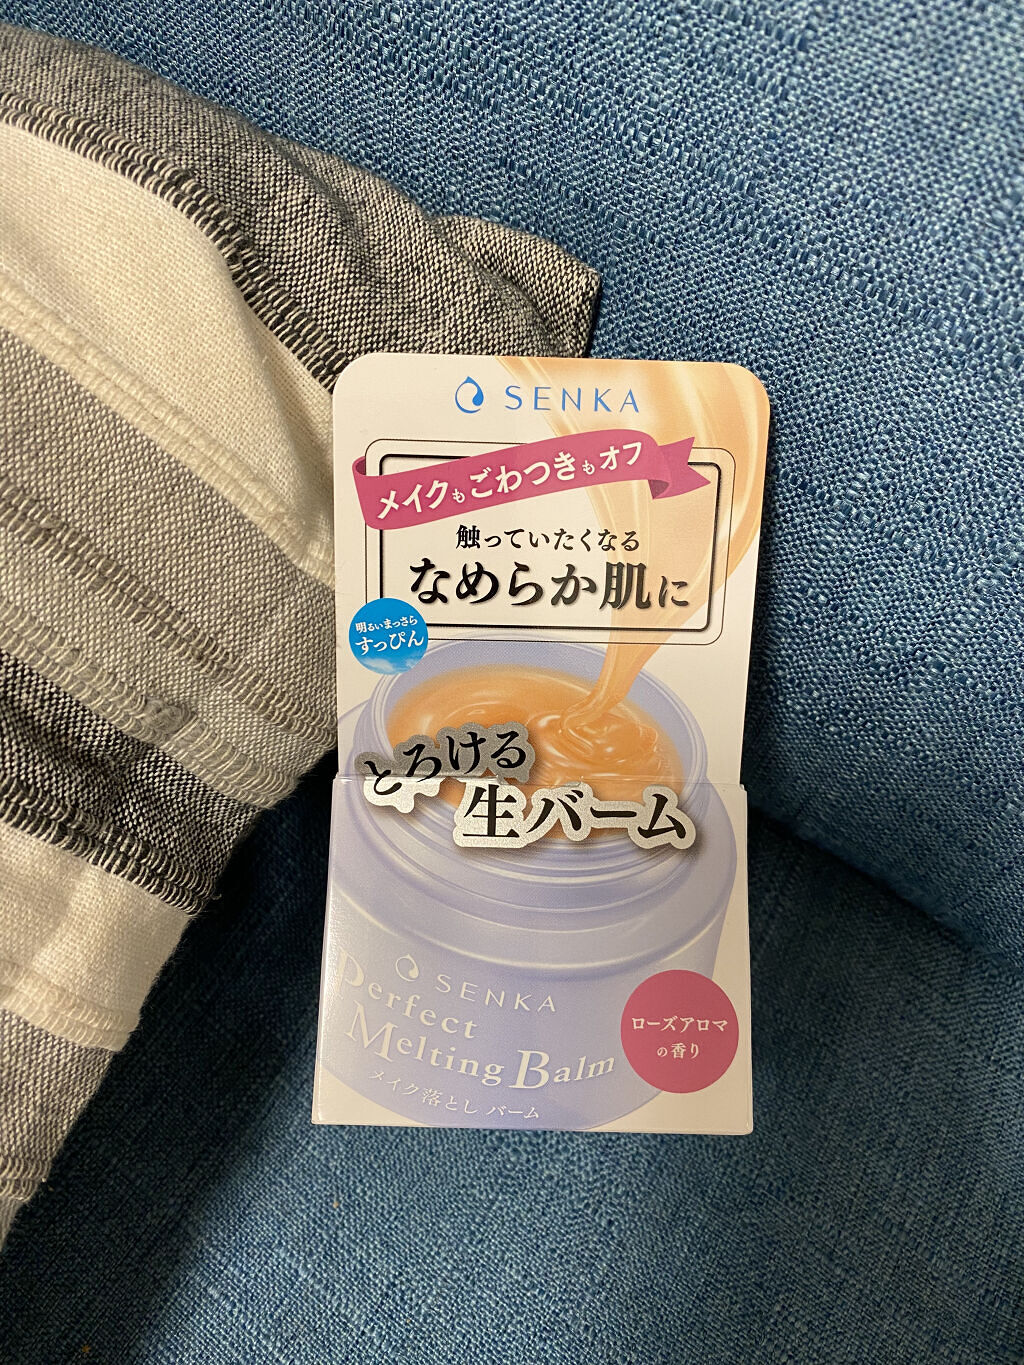 SENKA
メイクもごわつきもオフ
触っていたくなる
なめらか肌に
明るいまっさら
すっぴん
とろける
生バーム
SENKA
Perfect
Melting Balm
メイク落とし バーム
ローズアロマ
の香り